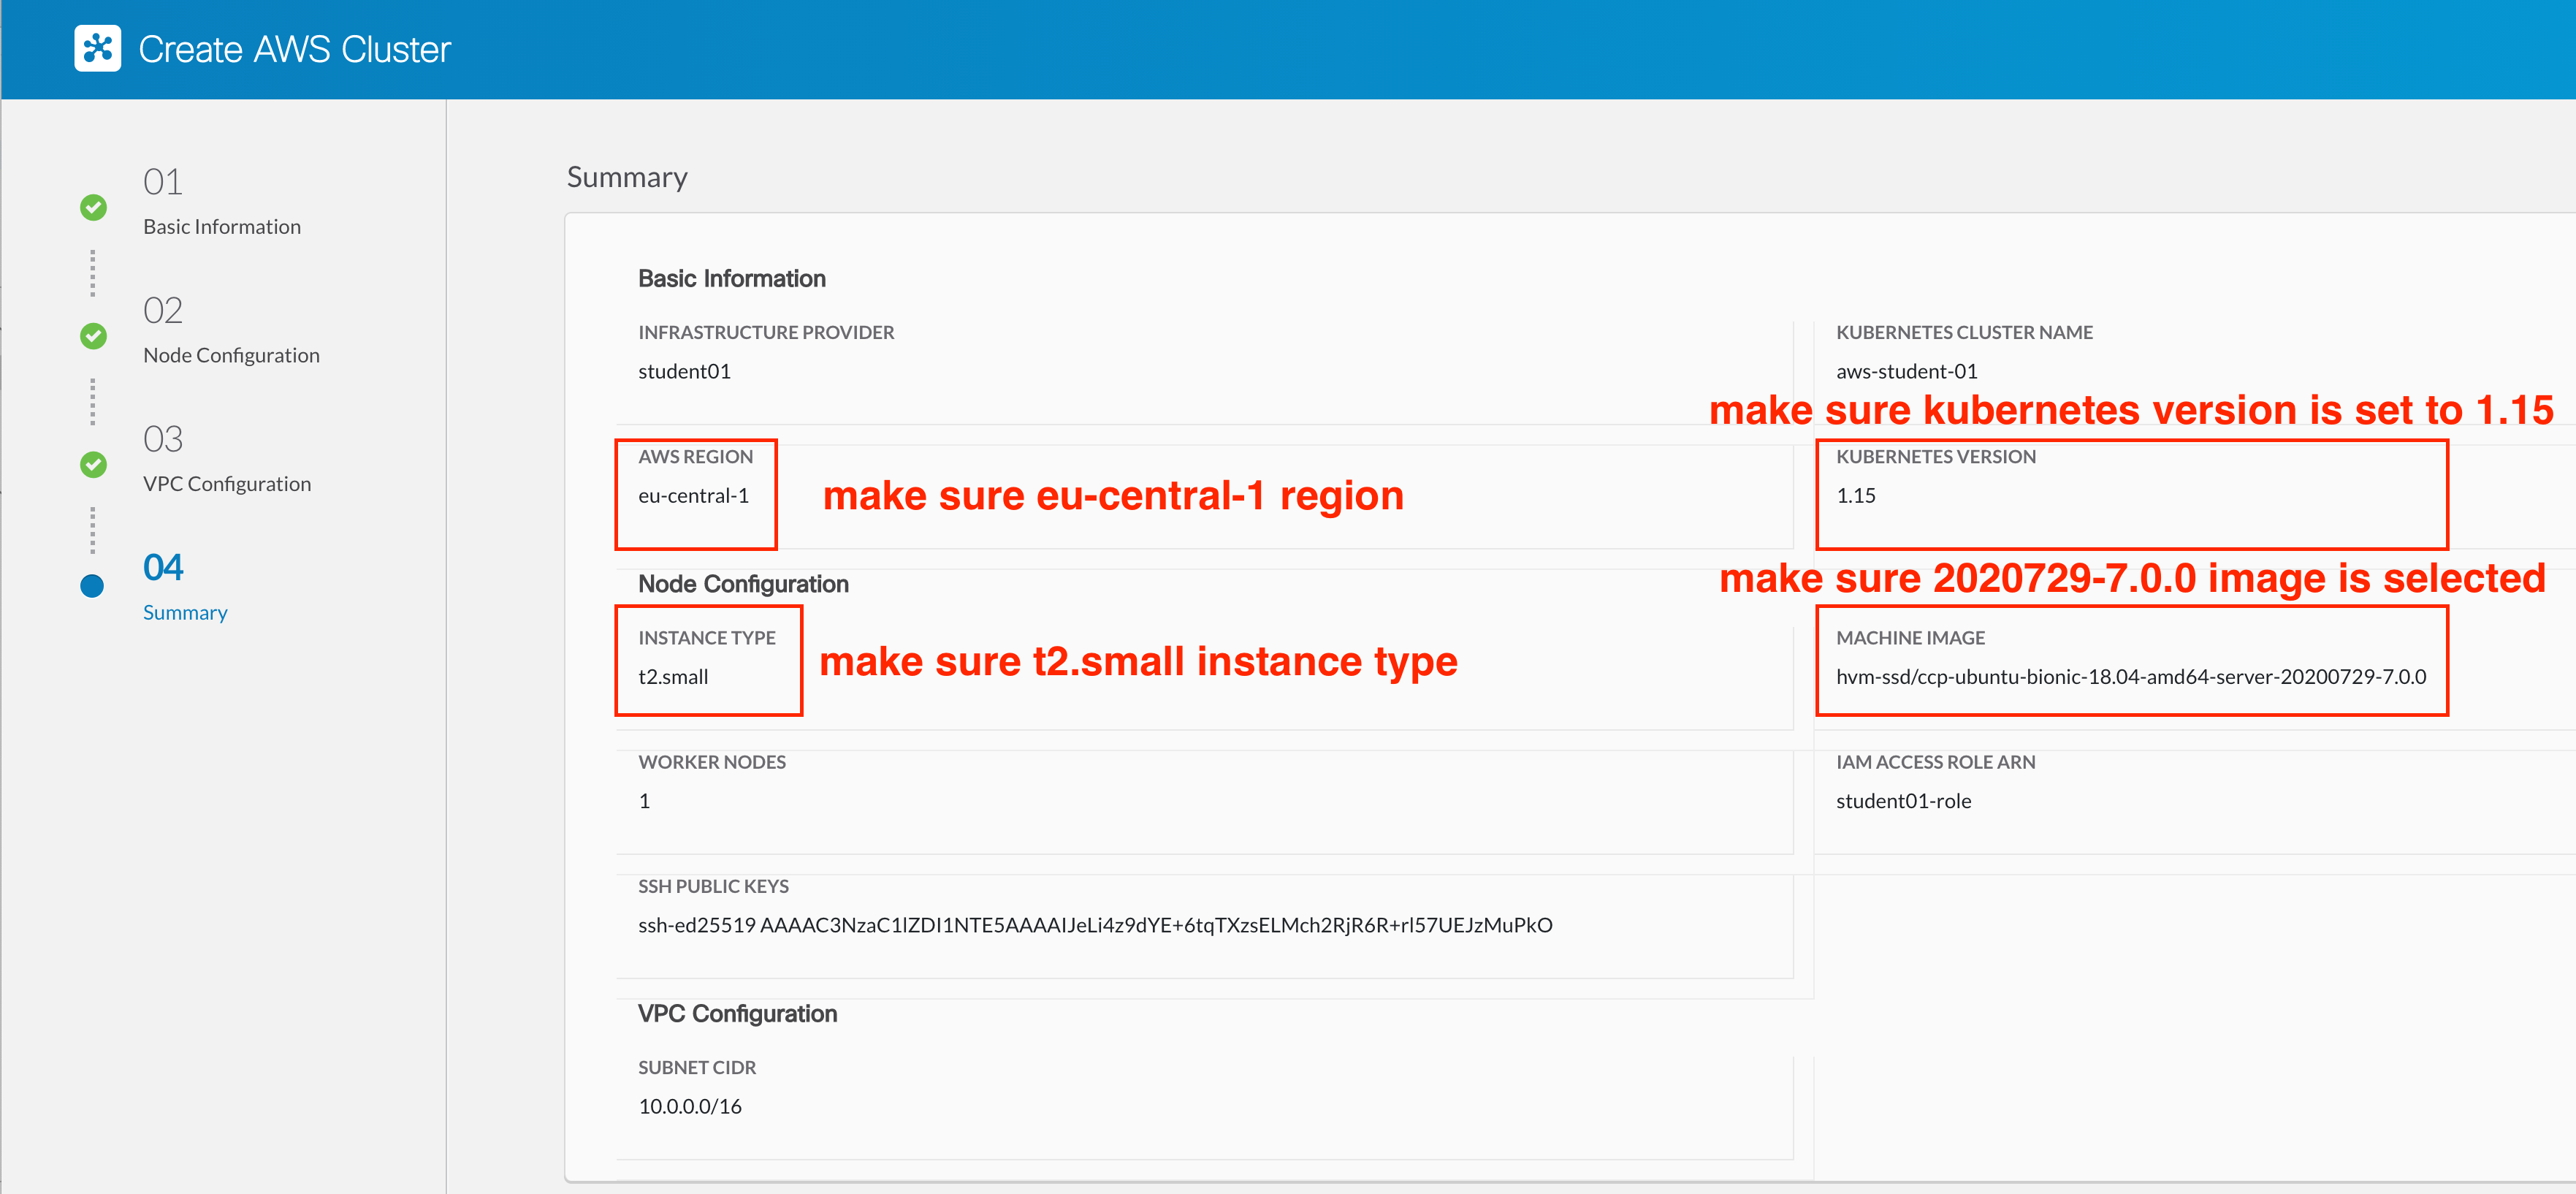 Create AWS Cluster
01
Basic Information
02
Node Configuration
03
VPC Configuration
04
Summary
Summary
Basic Information
INFRASTRUCTURE PROVIDER
student01
KUBERNETES CLUSTER NAME
aws-student-01
make sure kubernetes version is set to 1.15
AWS REGION
eu-central-1
make sure eu-central-1 region
KUBERNETES VERSION
1.15
Node Configuration
make sure 2020729-7.0.0 image is selected
INSTANCE TYPE
t2.small
make sure t2.small instance type
MACHINE IMAGE
hvm-ssd/ccp-ubuntu-bionic-18.04-amd64-server-20200729-7.0.0
WORKER NODES
1
IAM ACCESS ROLE ARN
student01-role
SSH PUBLIC KEYS
ssh-ed25519 AAAAC3NzaC1lZDI1NTE5AAAAIJeLi4z9dYE+6tqTXzsELMch2RjR6R+rl57UEJzMuPkO
VPC Configuration
SUBNET CIDR
10.0.0.0/16